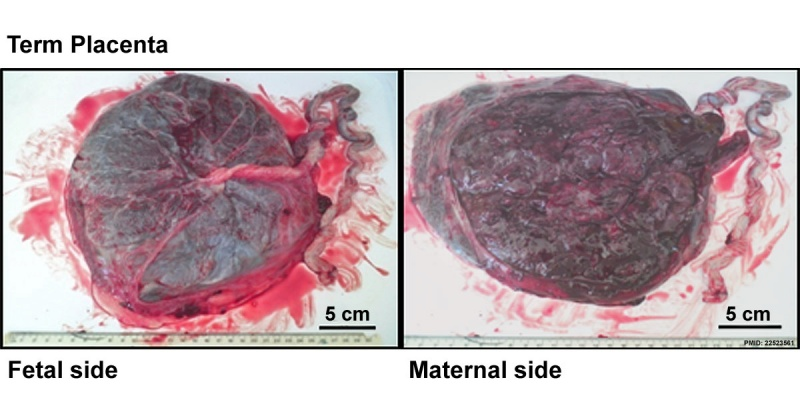 Term Placenta
5 cm
5 cm
PMID: 22523561
Fetal side
Maternal side